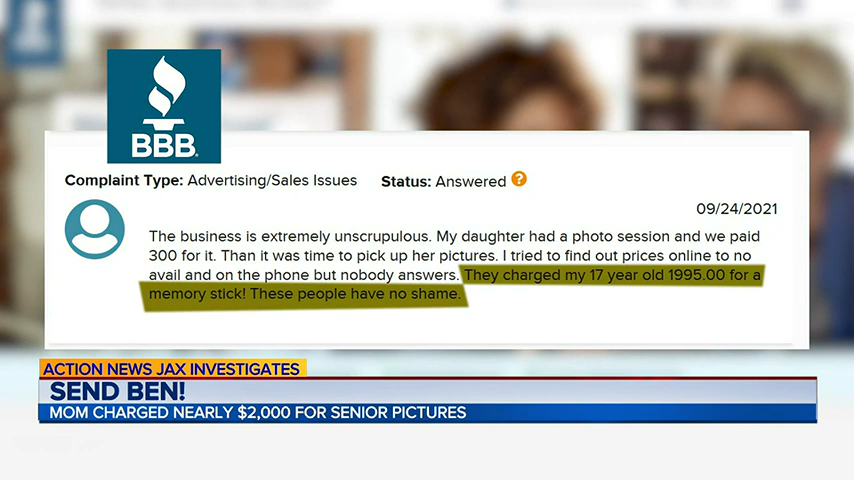 BBB
Complaint Type: Advertising/Sales Issues Status: Answered ?
09/24/2021
The business is extremely unscrupulous. My daughter had a photo session and we paid
300 for it. Than it was time to pick up her pictures. I tried to find out prices online to no
avail and on the phone but nobody answers. They charged my 17 year old 1995.00 for a
memory stick! These people have no shame.
ACTION NEWS JAX INVESTIGATES
SEND BEN!
MOM CHARGED NEARLY $2,000 FOR SENIOR PICTURES